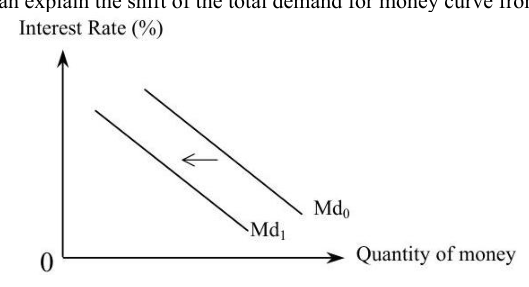 an explain the shift of the total demand for money curve from
Interest Rate (%)
Md₀
Md₁
0
Quantity of money